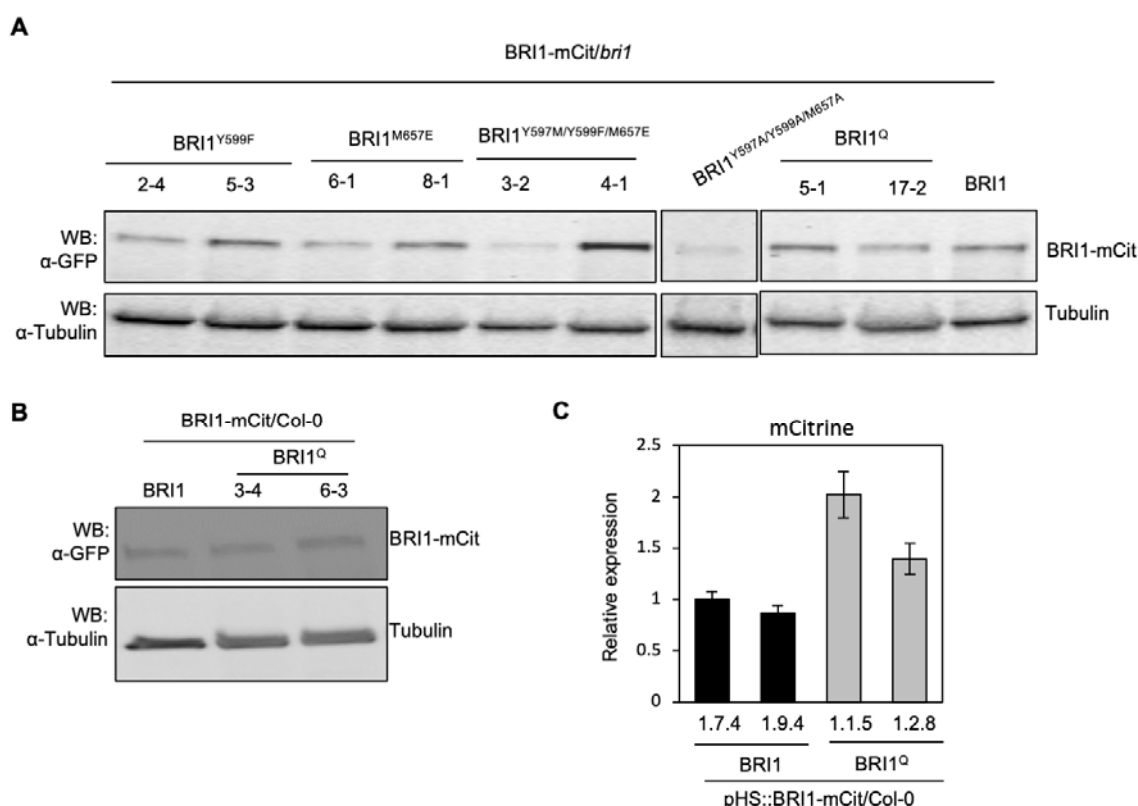 A
BRI1-mCit/bri1
BRI1Y599F BRI1M657E BRI1Y597M/Y599F/M657E BRI1Y597A/Y599A/M657A BRI1Q
2-4 5-3 6-1 8-1 3-2 4-1 5-1 17-2 BRI1
WB:
α-GFP
BRI1-mCit
WB:
α-Tubulin
Tubulin
B
BRI1-mCit/Col-0
BRI1Q
BRI1 3-4 6-3
WB:
α-GFP
BRI1-mCit
WB:
α-Tubulin
Tubulin
C
mCitrine
Relative expression
2.5
2
1.5
1
0.5
0
1.7.4 1.9.4 1.1.5 1.2.8
BRI1 BRI1Q
pHS::BRI1-mCit/Col-0